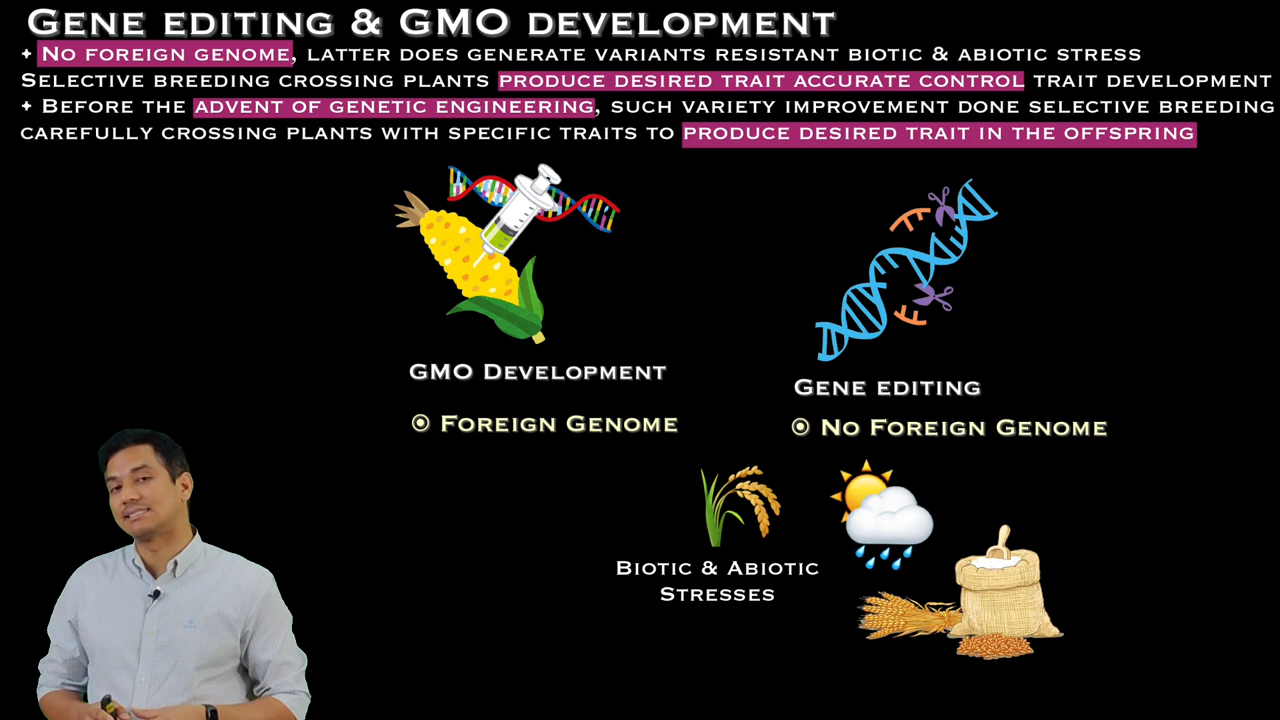 Gene editing & GMO development
+ No foreign genome, latter does generate variants resistant biotic & abiotic stress
Selective breeding crossing plants produce desired trait accurate control trait development
+ Before the advent of genetic engineering, such variety improvement done selective breeding
carefully crossing plants with specific traits to produce desired trait in the offspring
GMO Development
Gene editing
⦿ Foreign Genome
⦿ No Foreign Genome
Biotic & Abiotic
Stresses